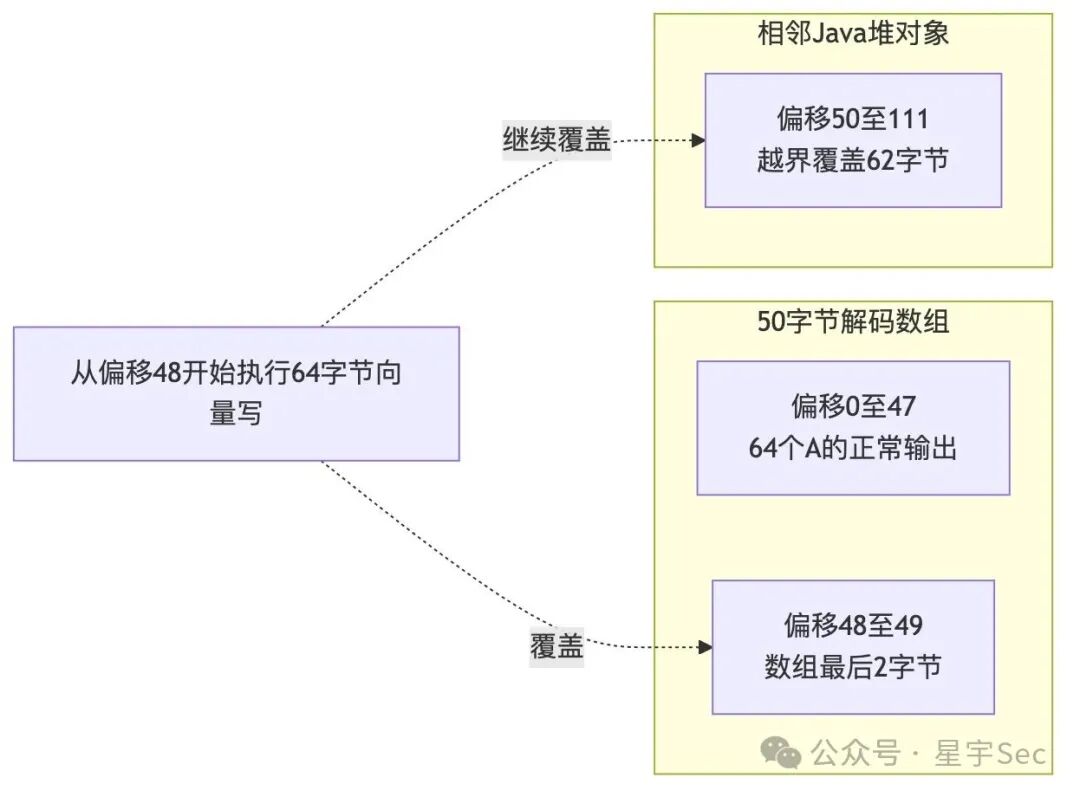 相邻Java堆对象
偏移50至111
越界覆盖62字节
继续覆盖
从偏移48开始执行64字节向
量写
50字节解码数组
偏移0至47
64个A的正常输出
覆盖
偏移48至49
数组最后2字节
公众号 · 星宇Sec